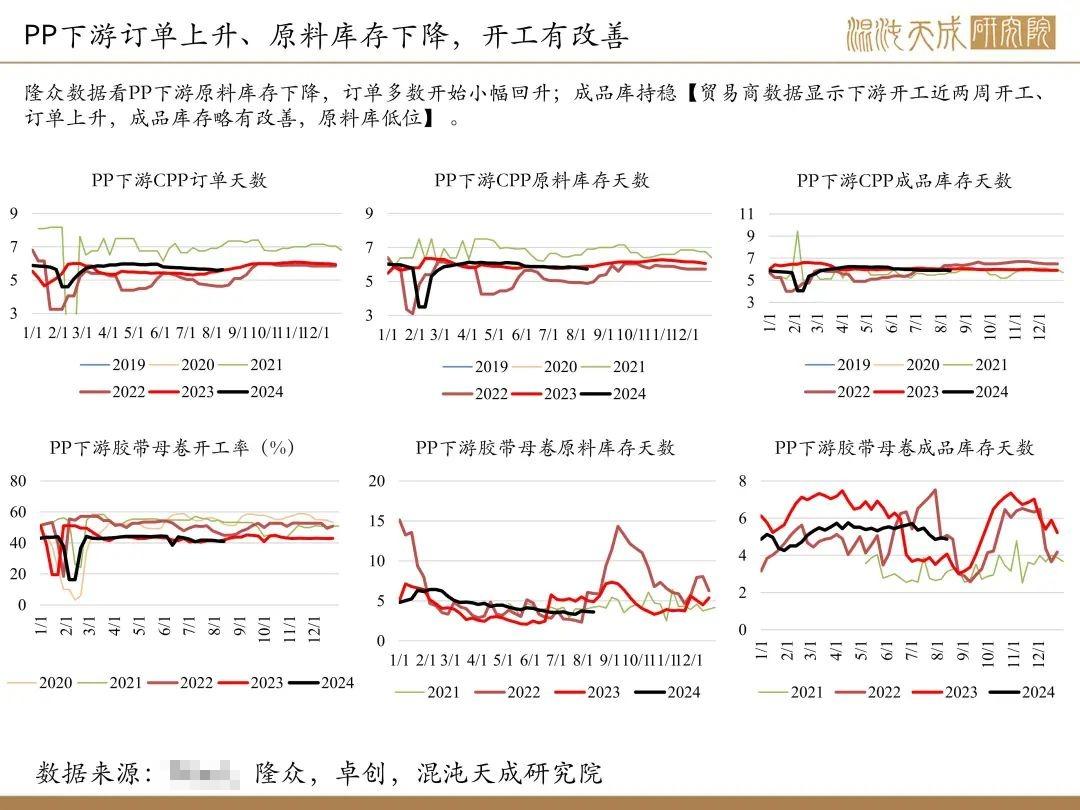 PP下游订单上升、原料库存下降，开工有改善
混沌天成研究院
隆众数据看PP下游原料库存下降，订单多数开始小幅回升；成品库持稳【贸易商数据显示下游开工近两周开工、
订单上升，成品库存略有改善，原料库低位】 。
PP下游CPP订单天数
9
7
5
3
1/1 2/1 3/1 4/1 5/1 6/1 7/1 8/1 9/1 10/1 11/1 12/1
2019 2020 2021
2022 2023 2024
PP下游CPP原料库存天数
9
7
5
3
1/1 2/1 3/1 4/1 5/1 6/1 7/1 8/1 9/1 10/1 11/1 12/1
2019 2020 2021
2022 2023 2024
PP下游CPP成品库存天数
11
9
7
5
3
1/1 2/1 3/1 4/1 5/1 6/1 7/1 8/1 9/1 10/1 11/1 12/1
2019 2020 2021
2022 2023 2024
PP下游胶带母卷开工率（%）
80
60
40
20
0
1/1 2/1 3/1 4/1 5/1 6/1 7/1 8/1 9/1 10/1 11/1 12/1
2020 2021 2022 2023 2024
PP下游胶带母卷原料库存天数
20
15
10
5
0
1/1 2/1 3/1 4/1 5/1 6/1 7/1 8/1 9/1 10/1 11/1 12/1
2021 2022 2023 2024
PP下游胶带母卷成品库存天数
8
6
4
2
0
1/1 2/1 3/1 4/1 5/1 6/1 7/1 8/1 9/1 10/1 11/1 12/1
2021 2022 2023 2024
数据来源： 隆众，卓创，混沌天成研究院